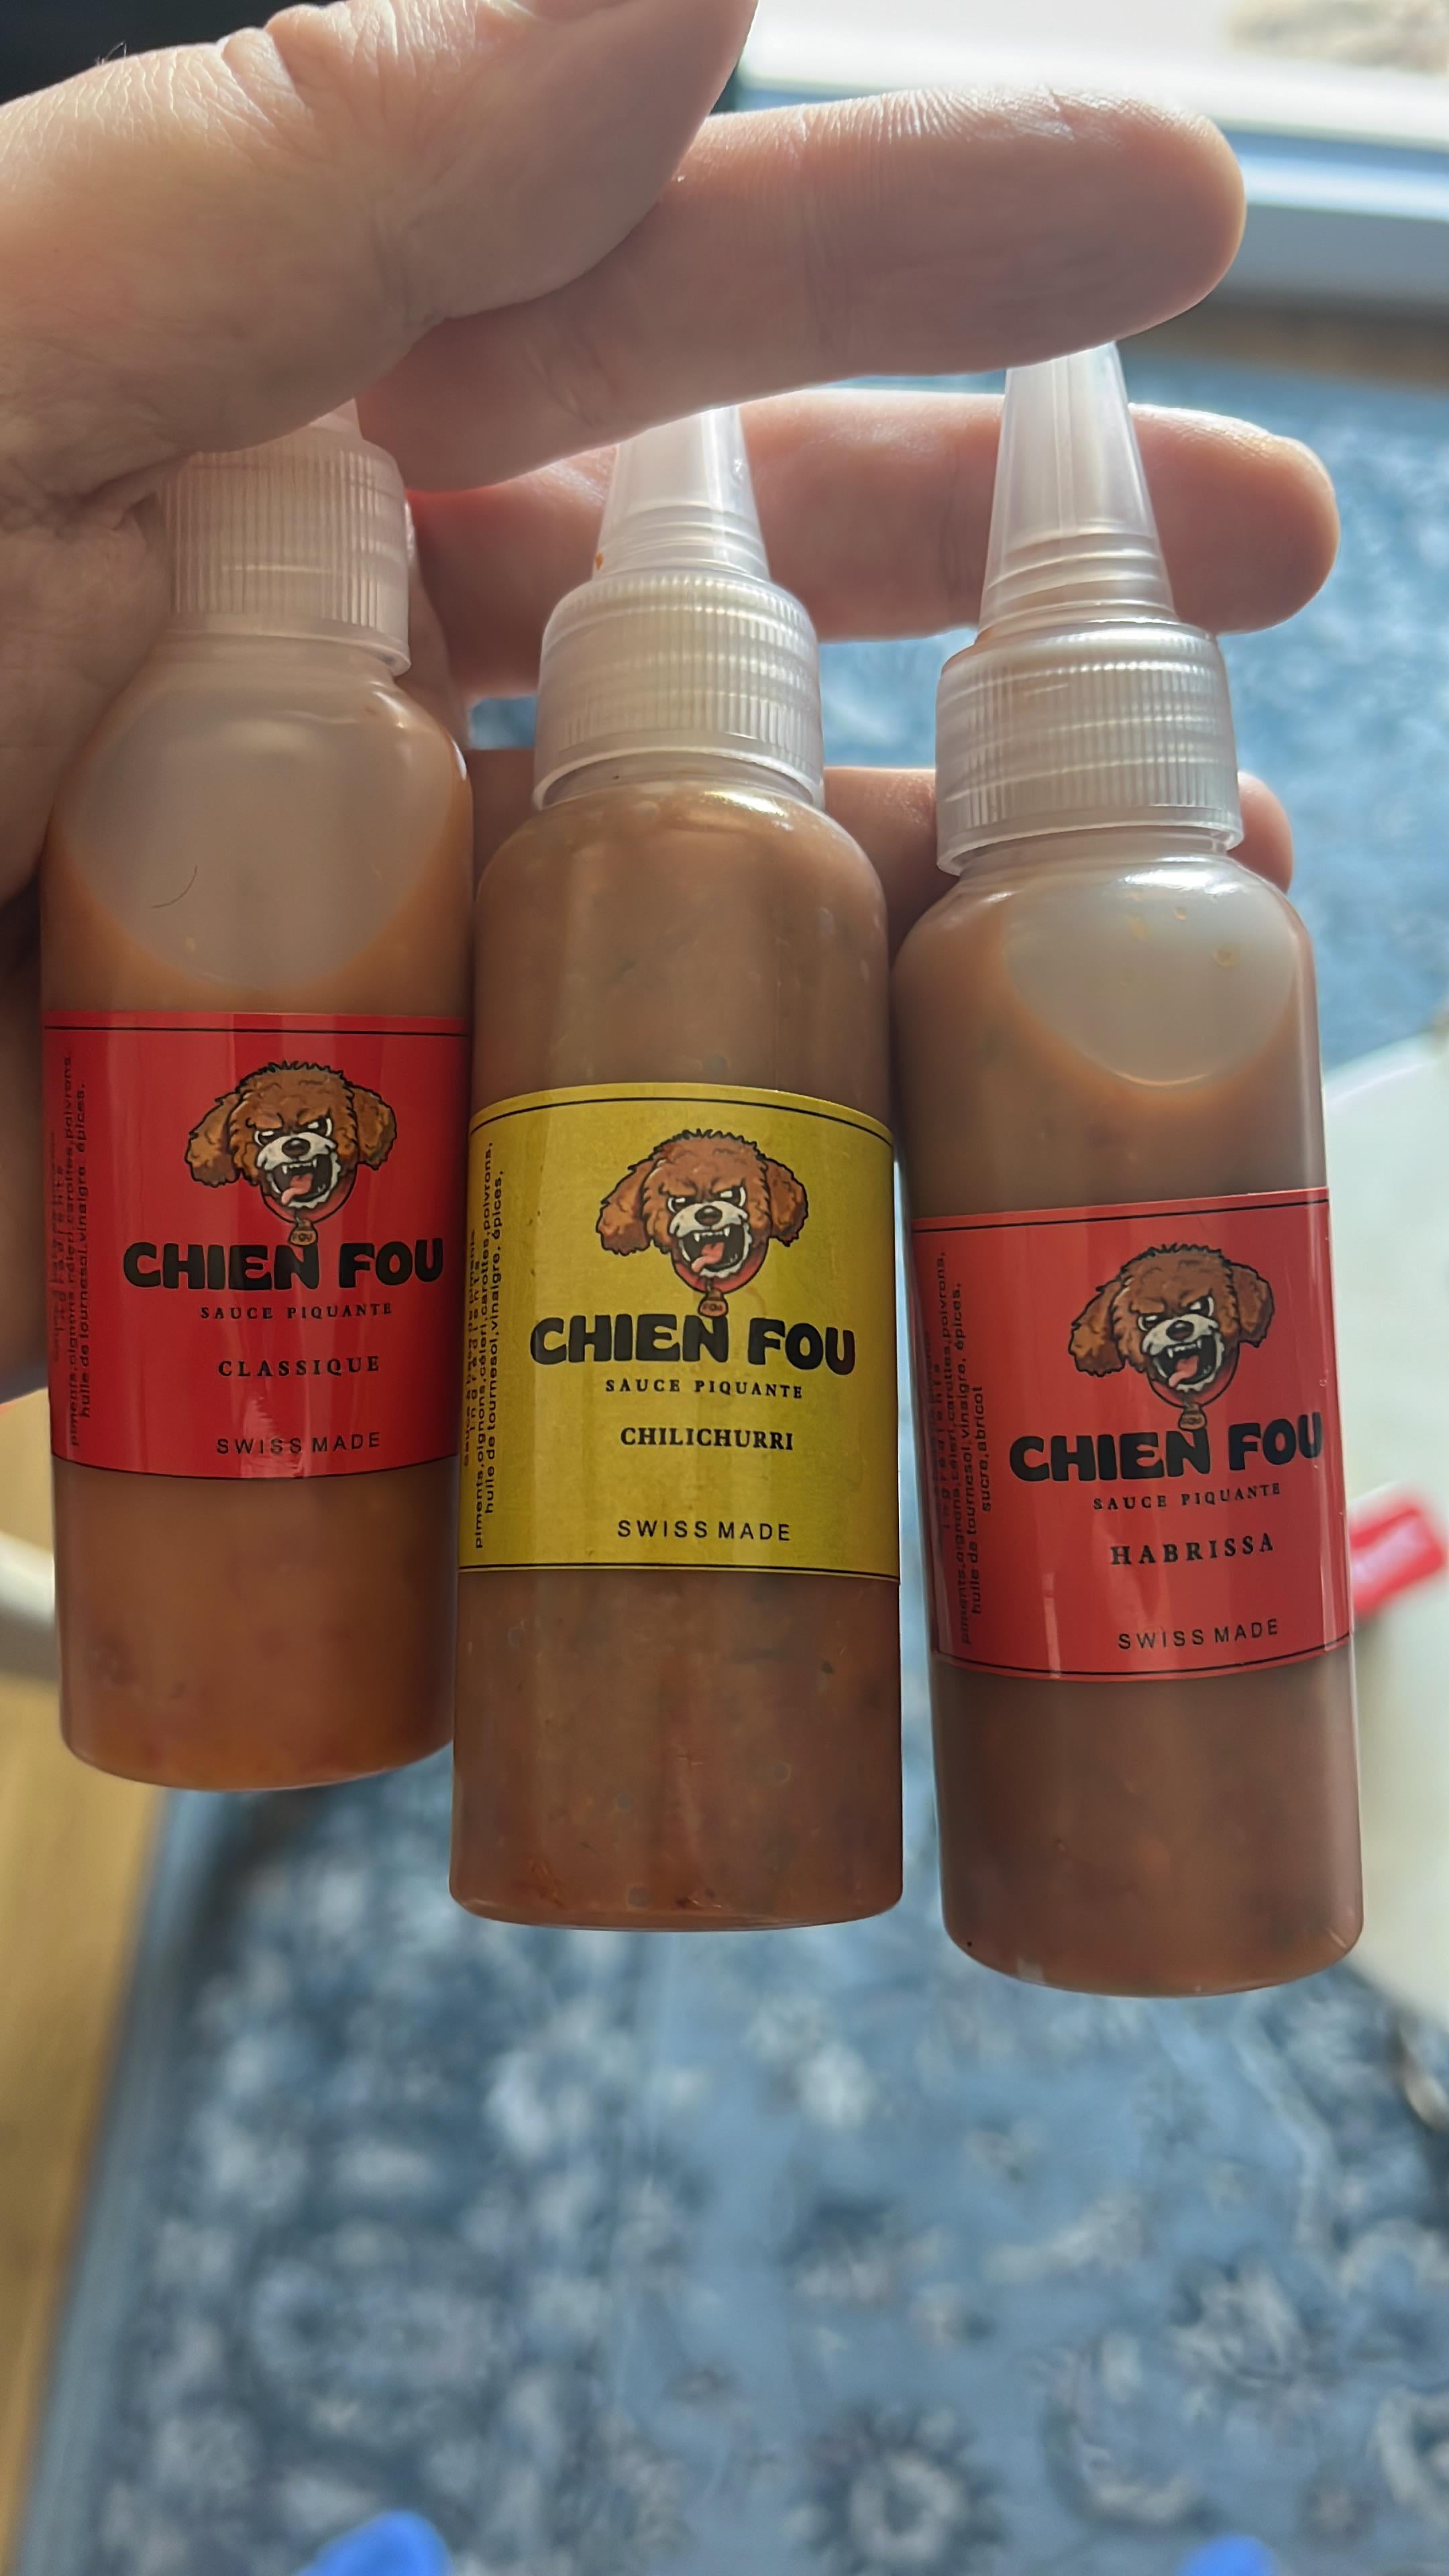 CHIEN FOU
SAUCE PIQUANTE
CLASSIQUE
SWISS MADE
piments,oignons,céleri,carottes,poivrons,
huile de tournesol,vinaigre, épices.
FOU
CHIEN FOU
SAUCE PIQUANTE
CHILICHURRI
SWISS MADE
piments,oignons,céleri,carottes,poivrons,
huile de tournesol,vinaigre, épices,
FOU
CHIEN FOU
SAUCE PIQUANTE
HABRISSA
SWISS MADE
piments,oignons,céleri,carottes,poivrons,
huile de tournesol,vinaigre, épices,
sucre,abricot